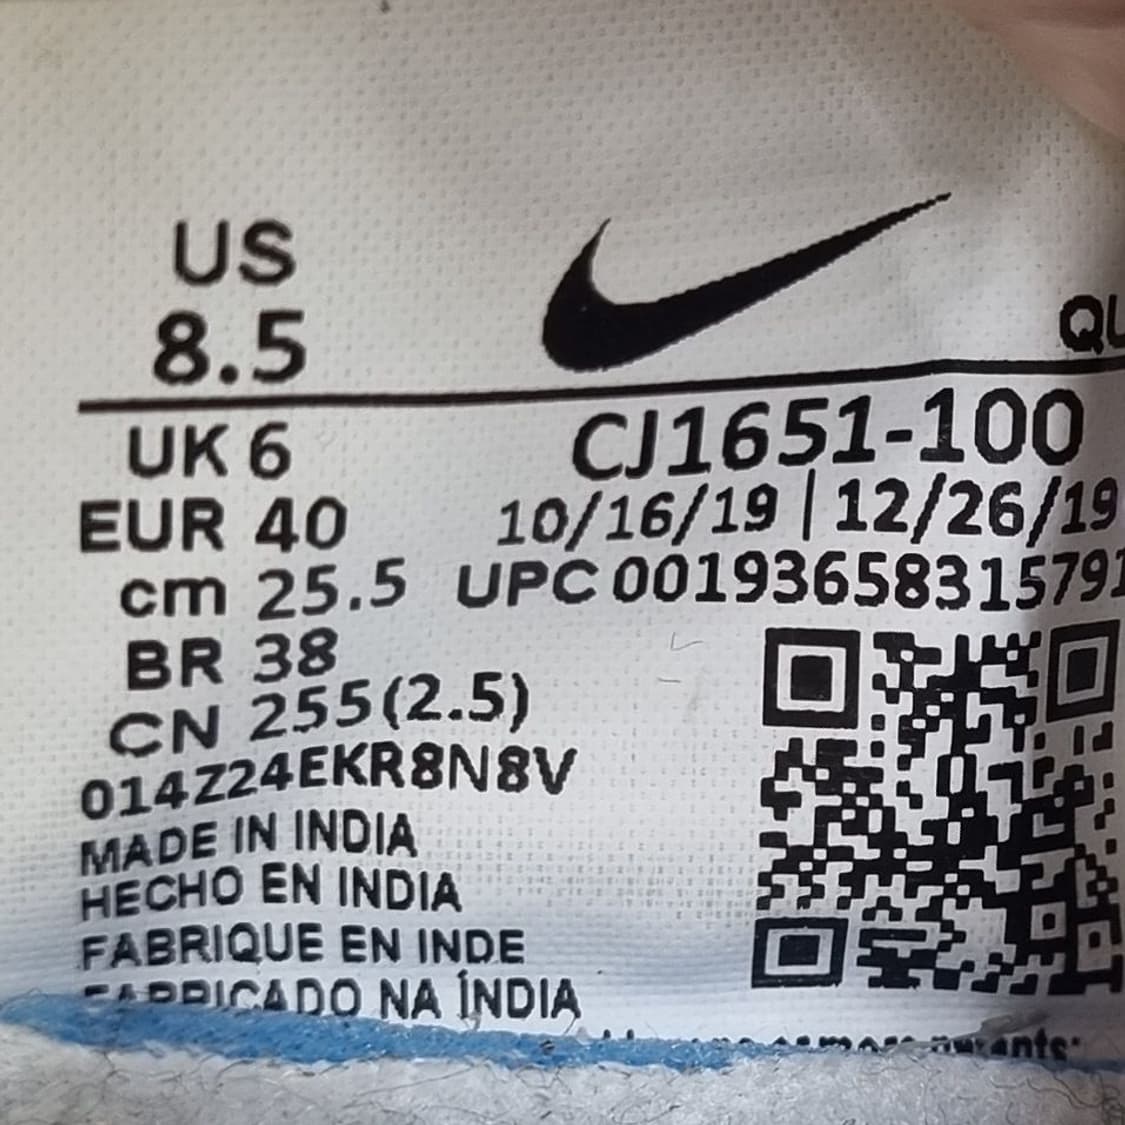 US
8.5
QU
UK 6
CJ1651-100
EUR 40
10/16/19 | 12/26/19
cm 25.5
UPC 00193658315791
BR 38
CN 255(2.5)
014Z24EKR8N8V
MADE IN INDIA
HECHO EN INDIA
FABRIQUE EN INDE
FABRICADO NA ÍNDIA